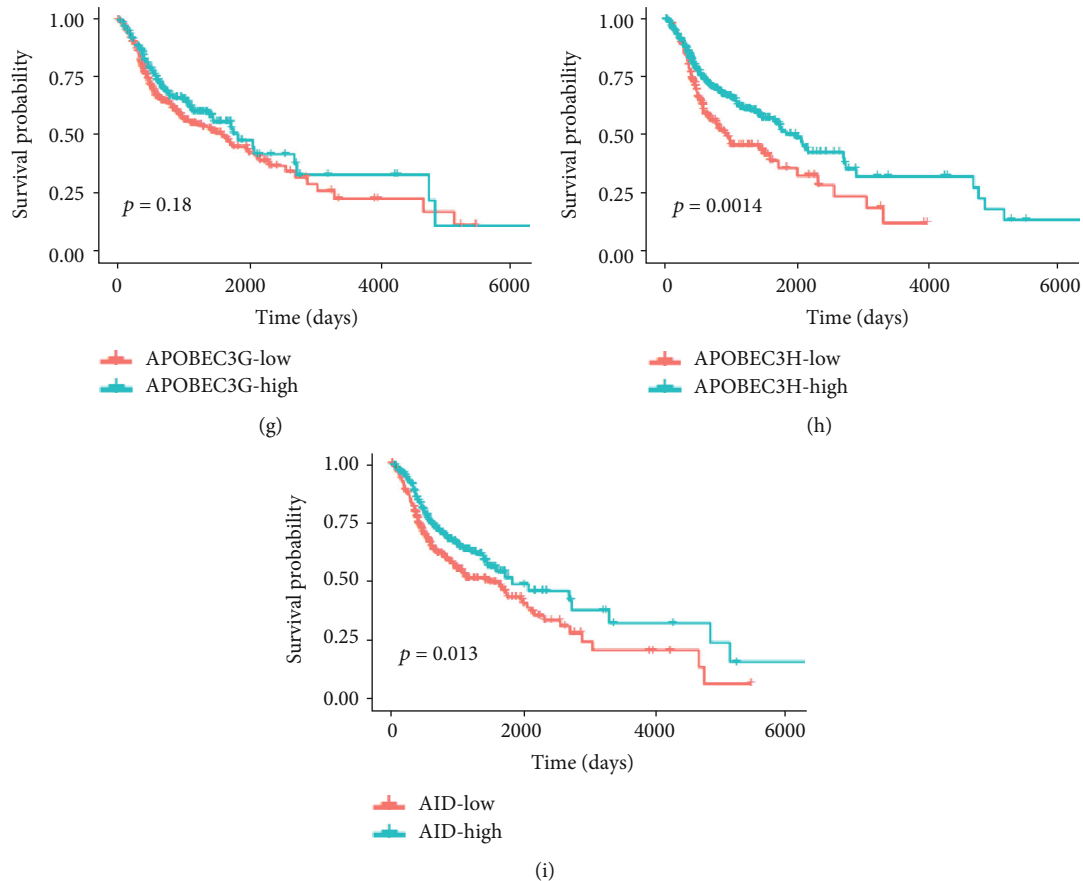 1.00
0.75
0.50
0.25
0.00
Survival probability
p = 0.18
0 2000 4000 6000
Time (days)
APOBEC3G-low
APOBEC3G-high
(g)
1.00
0.75
0.50
0.25
0.00
Survival probability
p = 0.0014
0 2000 4000 6000
Time (days)
APOBEC3H-low
APOBEC3H-high
(h)
1.00
0.75
0.50
0.25
0.00
Survival probability
p = 0.013
0 2000 4000 6000
Time (days)
AID-low
AID-high
(i)